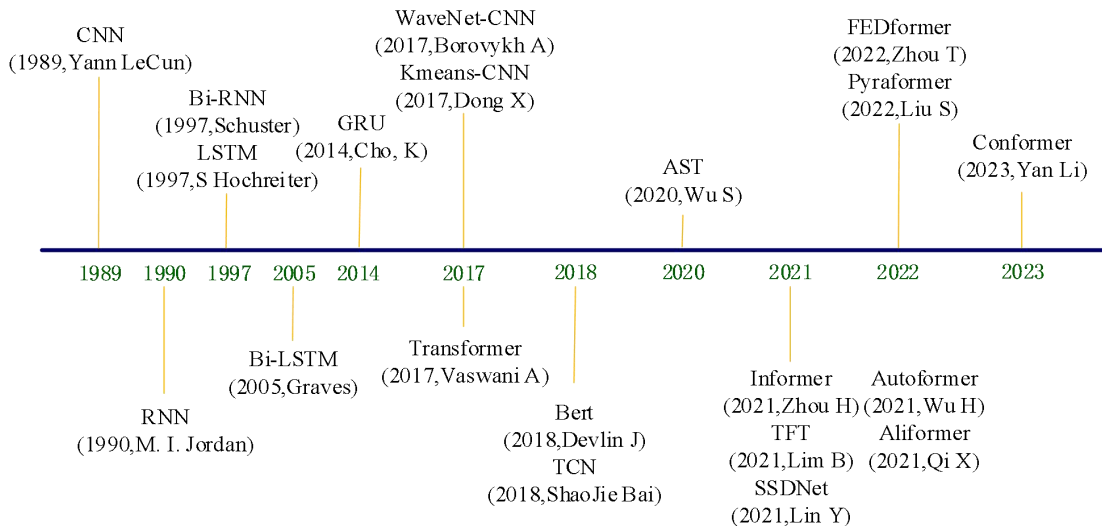 CNN
(1989,Yann LeCun)
Bi-RNN
(1997,Schuster)
LSTM
(1997,S Hochreiter)
GRU
(2014,Cho, K)
WaveNet-CNN
(2017,Borovykh A)
Kmeans-CNN
(2017,Dong X)
AST
(2020,Wu S)
FEDformer
(2022,Zhou T)
Pyraformer
(2022,Liu S)
Conformer
(2023,Yan Li)
1989 1990 1997 2005 2014 2017 2018 2020 2021 2022 2023
RNN
(1990,M. I. Jordan)
Bi-LSTM
(2005,Graves)
Transformer
(2017,Vaswani A)
Bert
(2018,Devlin J)
TCN
(2018,ShaoJie Bai)
Informer
(2021,Zhou H)
TFT
(2021,Lim B)
SSDNet
(2021,Lin Y)
Autoformer
(2021,Wu H)
Aliformer
(2021,Qi X)